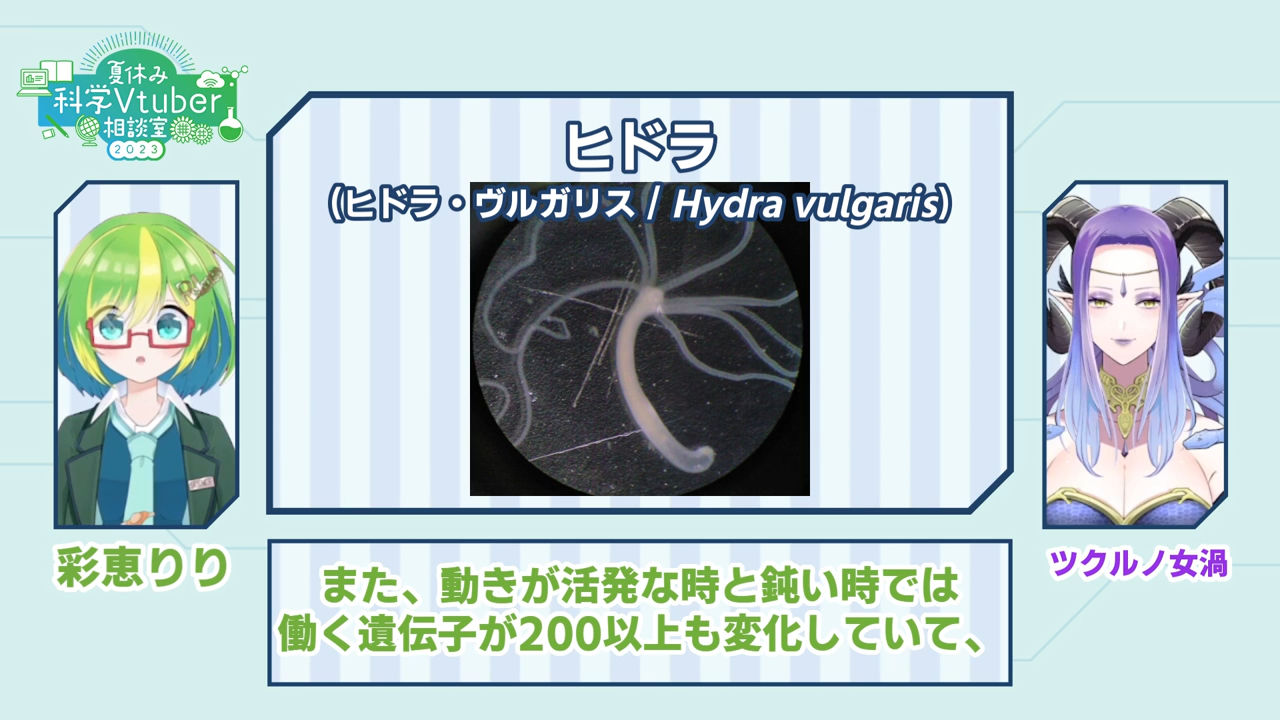 夏休み
科学Vtuber
相談室
2023
ヒドラ
(ヒドラ・ヴルガリス / Hydra vulgaris)
彩恵りり
ツクルノ女渦
また、動きが活発な時と鈍い時では
働く遺伝子が200以上も変化していて、